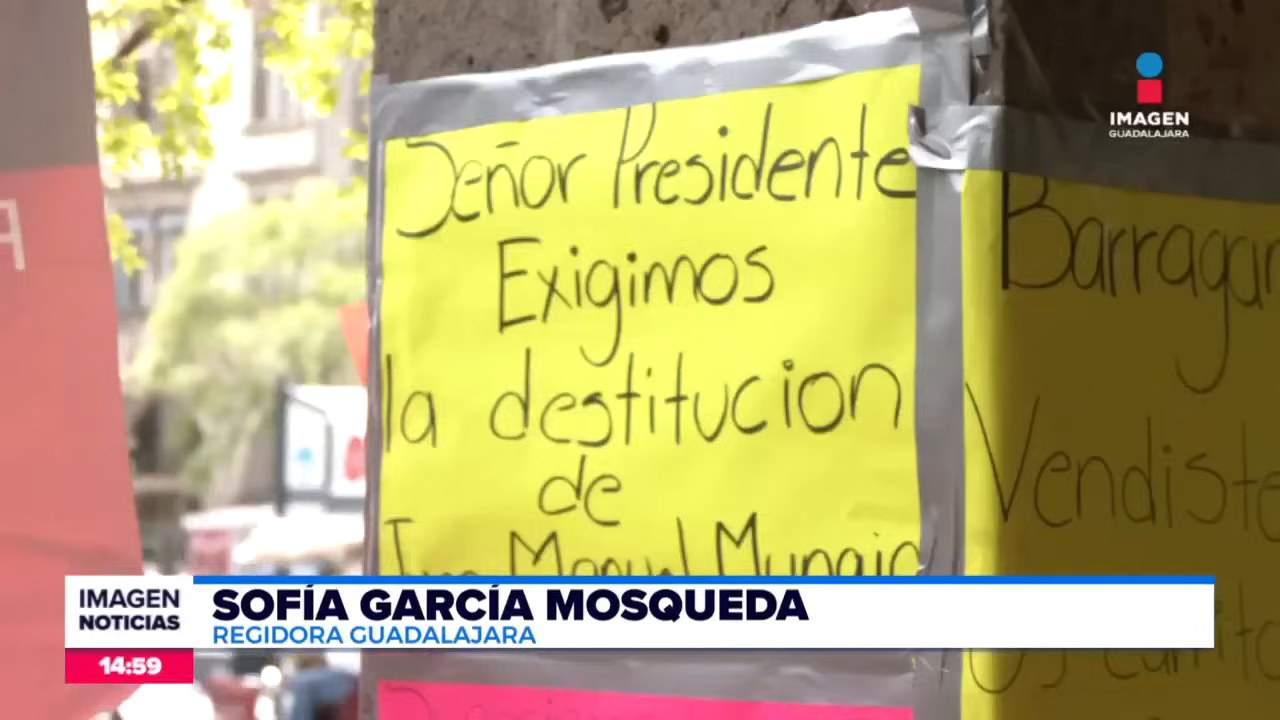 Señor Presidente
Exigimos
la destitucion
de
Barragan
Vendiste
IMAGEN
GUADALAJARA
IMAGEN
NOTICIAS
SOFÍA GARCÍA MOSQUEDA
REGIDORA GUADALAJARA
14:59